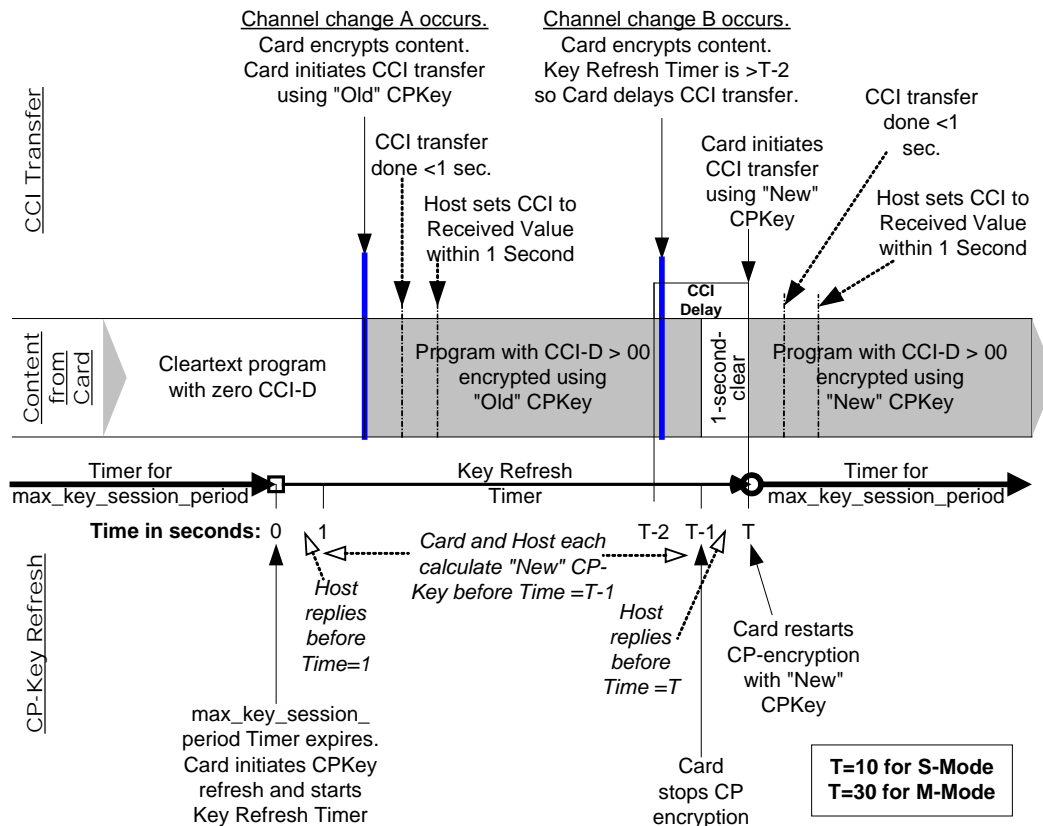 Channel change A occurs.
Card encrypts content.
Card initiates CCI transfer
using "Old" CPKey
Channel change B occurs.
Card encrypts content.
Key Refresh Timer is >T-2
so Card delays CCI transfer.
CCI Transfer
CCI transfer
done <1 sec.
Host sets CCI to
Received Value
within 1 Second
Card initiates
CCI transfer
using "New"
CPKey
CCI transfer
done <1
sec.
Host sets CCI to
Received Value
within 1 Second
CCI
Delay
Content
from
Card
Cleartext program
with zero CCI-D
Program with CCI-D > 00
encrypted using
"Old" CPKey
1-second-
clear
Program with CCI-D > 00
encrypted using
"New" CPKey
Timer for
max_key_session_period
Key Refresh
Timer
Timer for
max_key_session_period
Time in seconds: 0 1 T-2 T-1 T
CP-Key Refresh
Host
replies
before
Time=1
Card and Host each
calculate "New" CP-
Key before Time =T-1
Host
replies
before
Time =T
Card restarts
CP-encryption
with "New"
CPKey
max_key_session_
period Timer expires.
Card initiates CPKey
refresh and starts
Key Refresh Timer
Card
stops CP
encryption
T=10 for S-Mode
T=30 for M-Mode